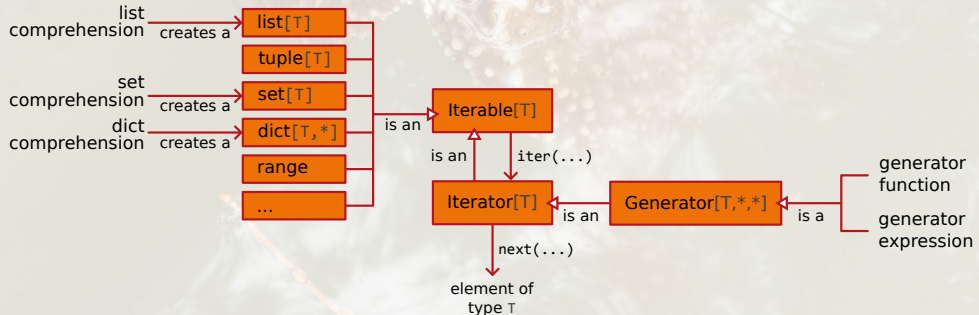 list
comprehension
creates a
list[T]
tuple[T]
set
comprehension
creates a
set[T]
dict
comprehension
creates a
dict[T,*]
range
...
is an
Iterable[T]
is an
iter(...)
Iterator[T]
is an
Generator[T,*,*]
is a
generator
function
generator
expression
next(...)
element of
type T